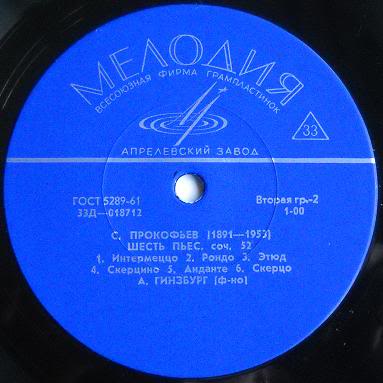 МЕЛОДИЯ
ВСЕСОЮЗНАЯ ФИРМА ГРАМПЛАСТИНОК
33
АПРЕЛЕВСКИЙ ЗАВОД
ГОСТ 5289-61 Вторая гр.-2
33Д—018712 1-00
С. ПРОКОФЬЕВ (1891—1953)
ШЕСТЬ ПЬЕС, соч. 52
1. Интермеццо 2. Рондо 3. Этюд
4. Скерцино 5. Анданте 6. Скерцо
А. ГИНЗБУРГ (ф-но)